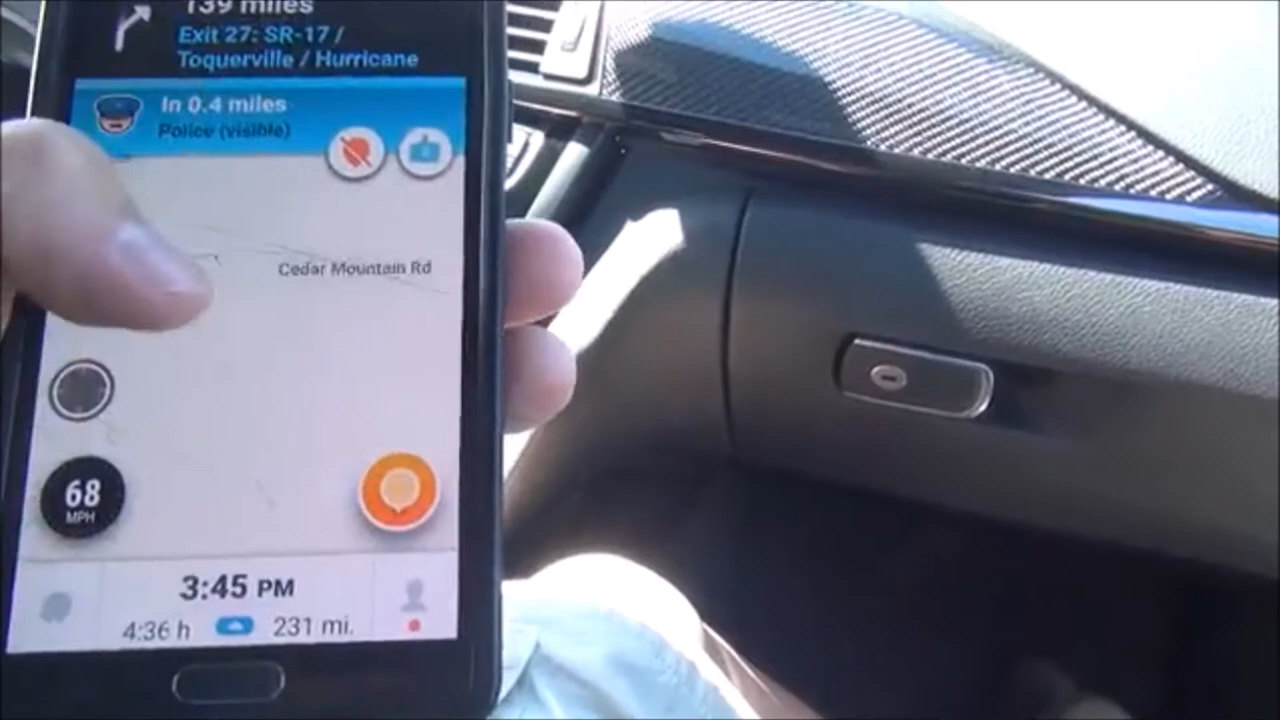 139 miles
Exit 27: SR-17 /
Toquerville / Hurricane
In 0.4 miles
Police (visible)
Cedar Mountain Rd
68
MPH
3:45 PM
4:36 h 231 mi.